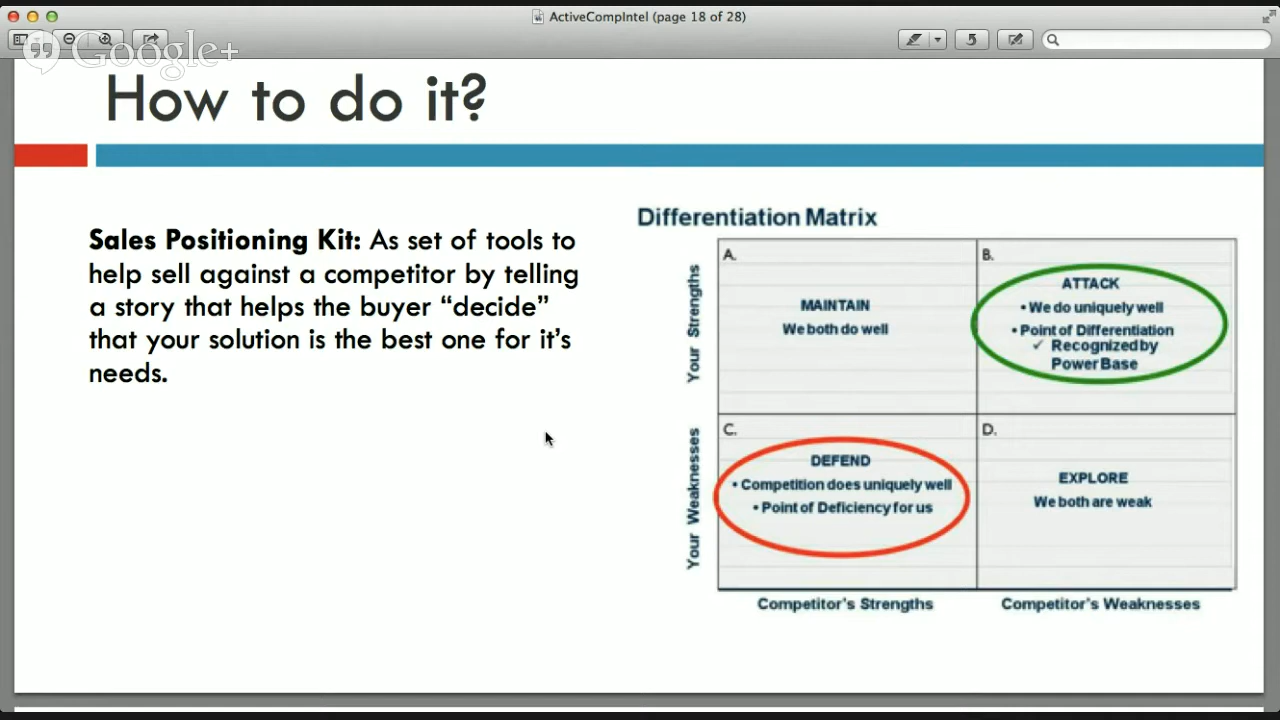 ActiveCompIntel (page 18 of 28)
Google+
How to do it?
Sales Positioning Kit: As set of tools to
help sell against a competitor by telling
a story that helps the buyer “decide”
that your solution is the best one for it’s
needs.
Differentiation Matrix
Your Strengths
A.
MAINTAIN
We both do well
B.
ATTACK
• We do uniquely well
• Point of Differentiation
✓ Recognized by
Power Base
Your Weaknesses
C.
DEFEND
• Competition does uniquely well
• Point of Deficiency for us
D.
EXPLORE
We both are weak
Competitor's Strengths
Competitor's Weaknesses